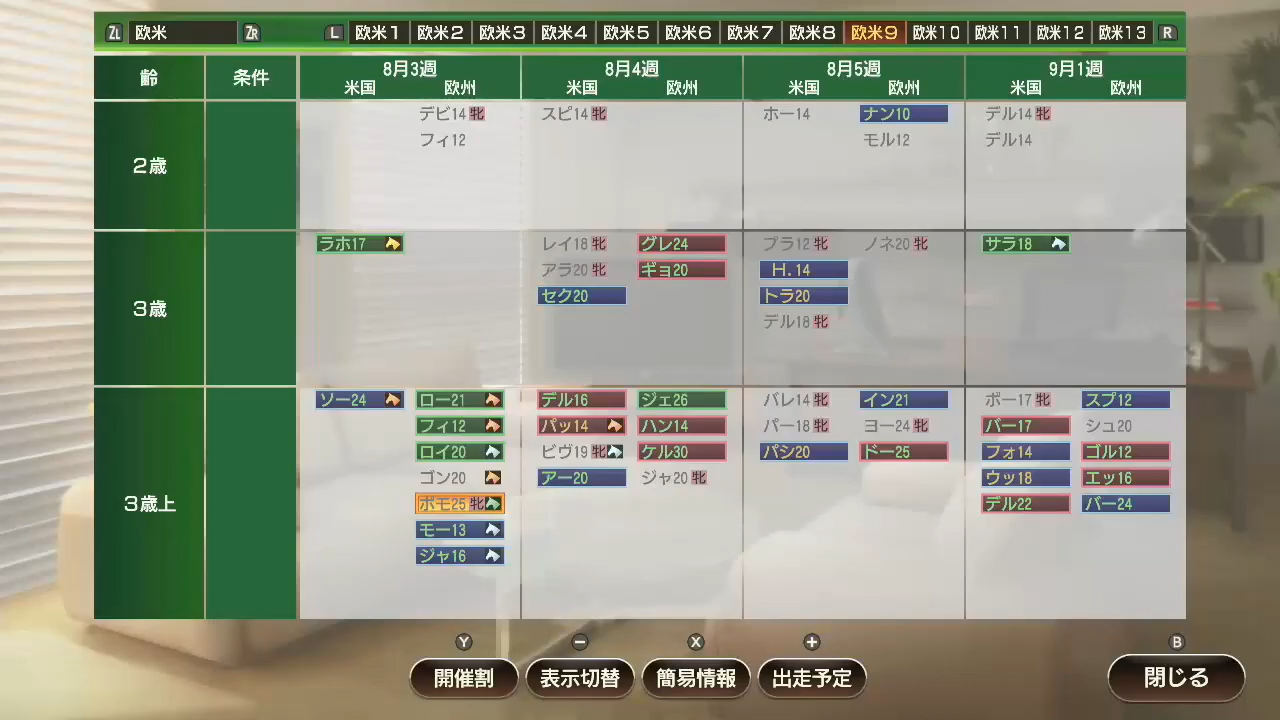 ZL 欧米 ZR L 欧米1 欧米2 欧米3 欧米4 欧米5 欧米6 欧米7 欧米8 欧米9 欧米10 欧米11 欧米12 欧米13 R
齢 条件 8月3週 8月4週 8月5週 9月1週
米国 欧州 米国 欧州 米国 欧州 米国 欧州
2歳
デビ14 牝 スピ14 牝 ホー14 ナン10 デル14 牝
フィ12 モル12 デル14
3歳
ラホ17 レイ18 牝 グレ24 プラ12 牝 ノネ20 牝 サラ18
アラ20 牝 ギョ20 H.14
セク20 トラ20
デル18 牝
3歳上
ソー24 ロー21 デル16 ジェ26 バレ14 牝 イン21 ボー17 牝 スプ12
フィ12 パッ14 ハン14 パー18 牝 ヨー24 牝 パー17 シュ20
ロイ20 ビヴ19 牝 ケル30 パシ20 ドー25 フォ14 ゴル12
ゴン20 アー20 ジャ20 牝 ウッ18 エッ16
ポモ25 牝 デル22 バー24
モー13
ジャ16
Y − X + B
開催割 表示切替 簡易情報 出走予定 閉じる